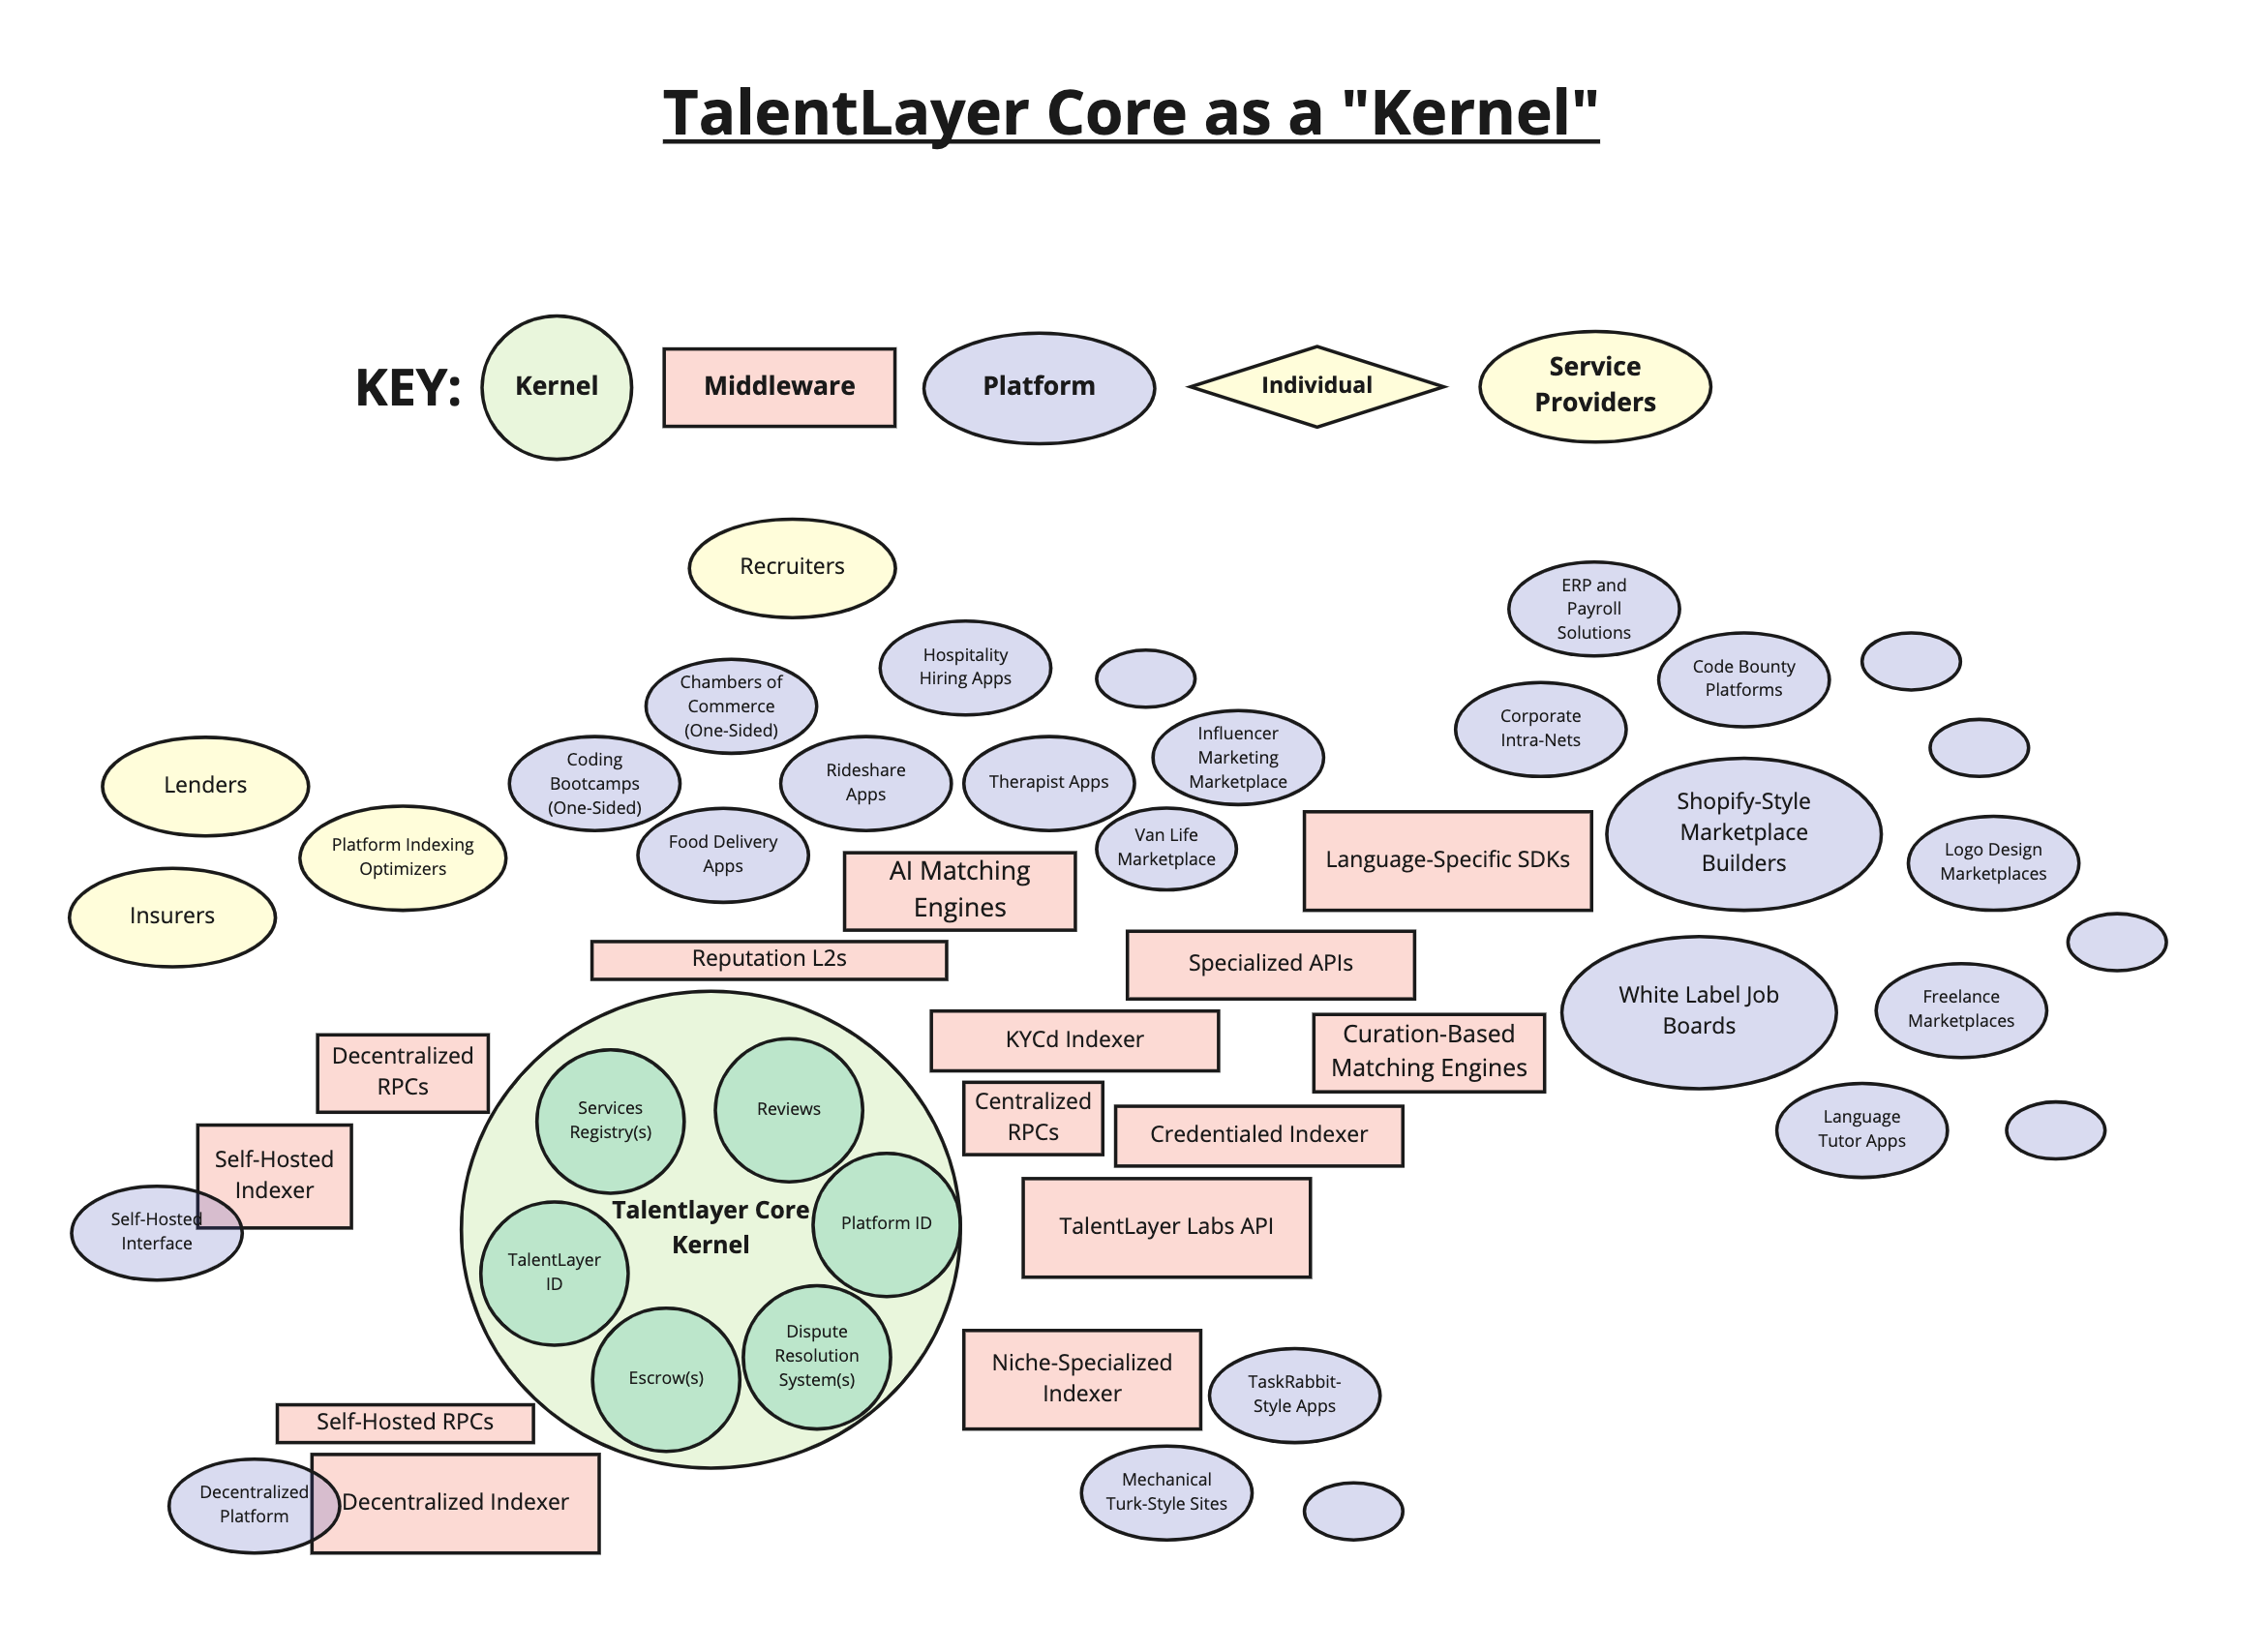 TalentLayer Core as a "Kernel"
KEY:
Kernel
Middleware
Platform
Individual
Service
Providers
Recruiters
ERP and
Payroll
Solutions
Hospitality
Hiring Apps
Code Bounty
Platforms
Chambers of
Commerce
(One-Sided)
Corporate
Intra-Nets
Influencer
Marketing
Marketplace
Lenders
Coding
Bootcamps
(One-Sided)
Rideshare
Apps
Therapist Apps
Shopify-Style
Marketplace
Builders
Platform Indexing
Optimizers
Food Delivery
Apps
Van Life
Marketplace
Language-Specific SDKs
Logo Design
Marketplaces
AI Matching
Engines
Insurers
Reputation L2s
Specialized APIs
White Label Job
Boards
Freelance
Marketplaces
KYCd Indexer
Curation-Based
Matching Engines
Decentralized
RPCs
Services
Registry(s)
Reviews
Centralized
RPCs
Credentialed Indexer
Language
Tutor Apps
Self-Hosted
Indexer
Self-Hosted
Interface
Talentlayer Core
Kernel
Platform ID
TalentLayer Labs API
TalentLayer
ID
Escrow(s)
Dispute
Resolution
System(s)
Niche-Specialized
Indexer
TaskRabbit-
Style Apps
Self-Hosted RPCs
Decentralized
Platform
Decentralized Indexer
Mechanical
Turk-Style Sites